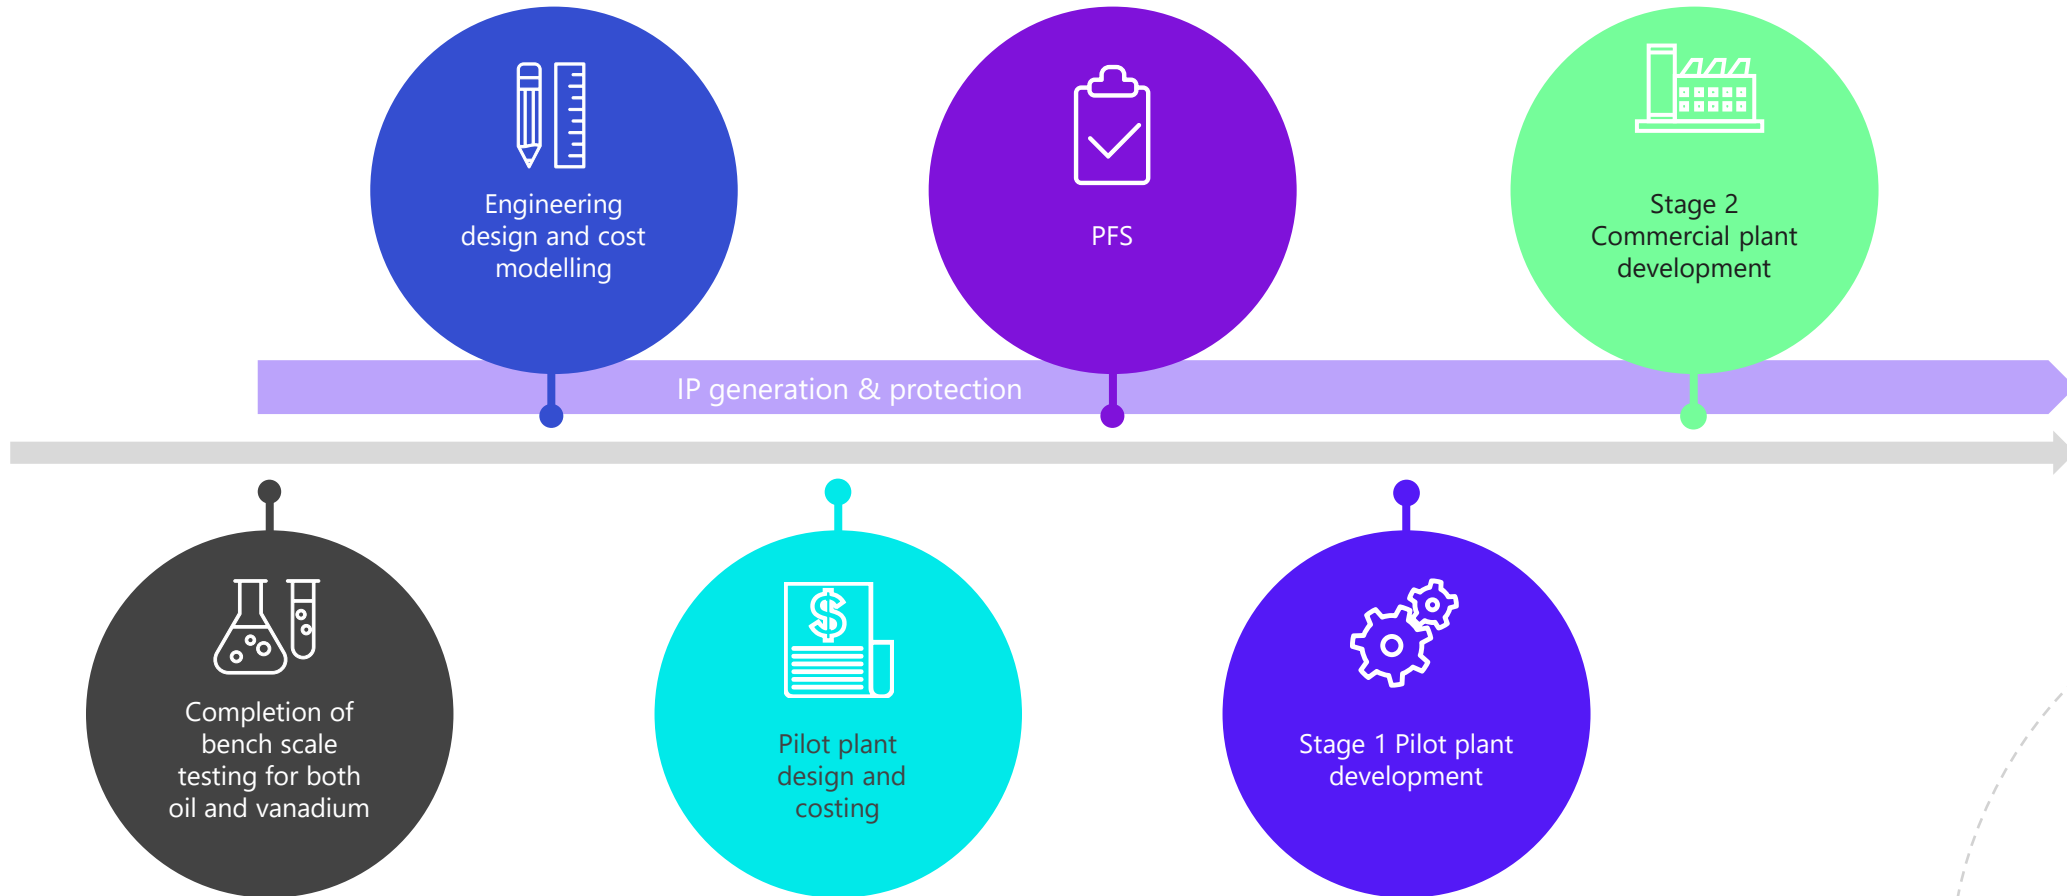 Engineering
design and cost
modelling
PFS
Stage 2
Commercial plant
development
IP generation & protection
Completion of
bench scale
testing for both
oil and vanadium
Pilot plant
design and
costing
Stage 1 Pilot plant
development